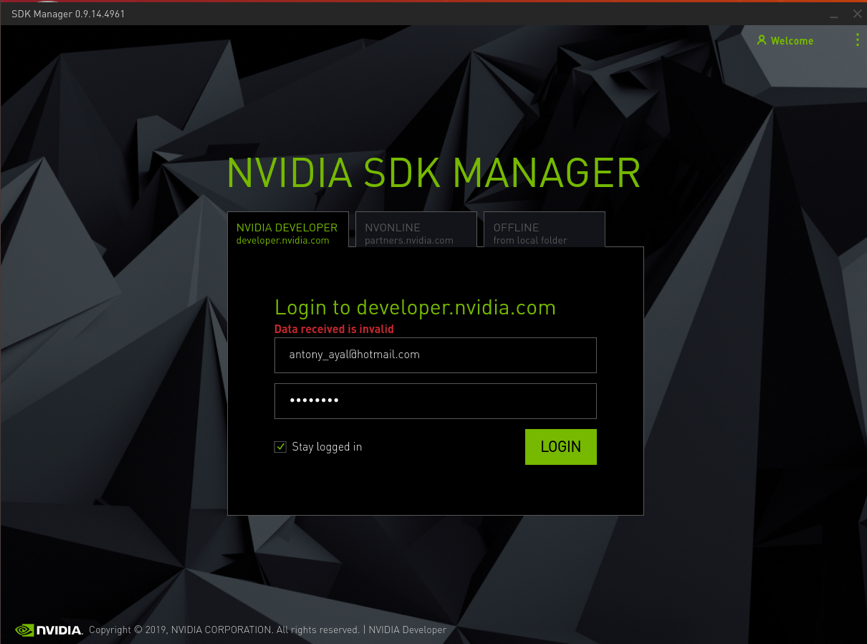 SDK Manager 0.9.14.4961
Welcome
NVIDIA SDK MANAGER
NVIDIA DEVELOPER
developer.nvidia.com
NVONLINE
partners.nvidia.com
OFFLINE
from local folder
Login to developer.nvidia.com
Data received is invalid
antony_ayal@hotmail.com
••••••••
Stay logged in
LOGIN
NVIDIA. Copyright © 2019, NVIDIA CORPORATION. All rights reserved. | NVIDIA Developer